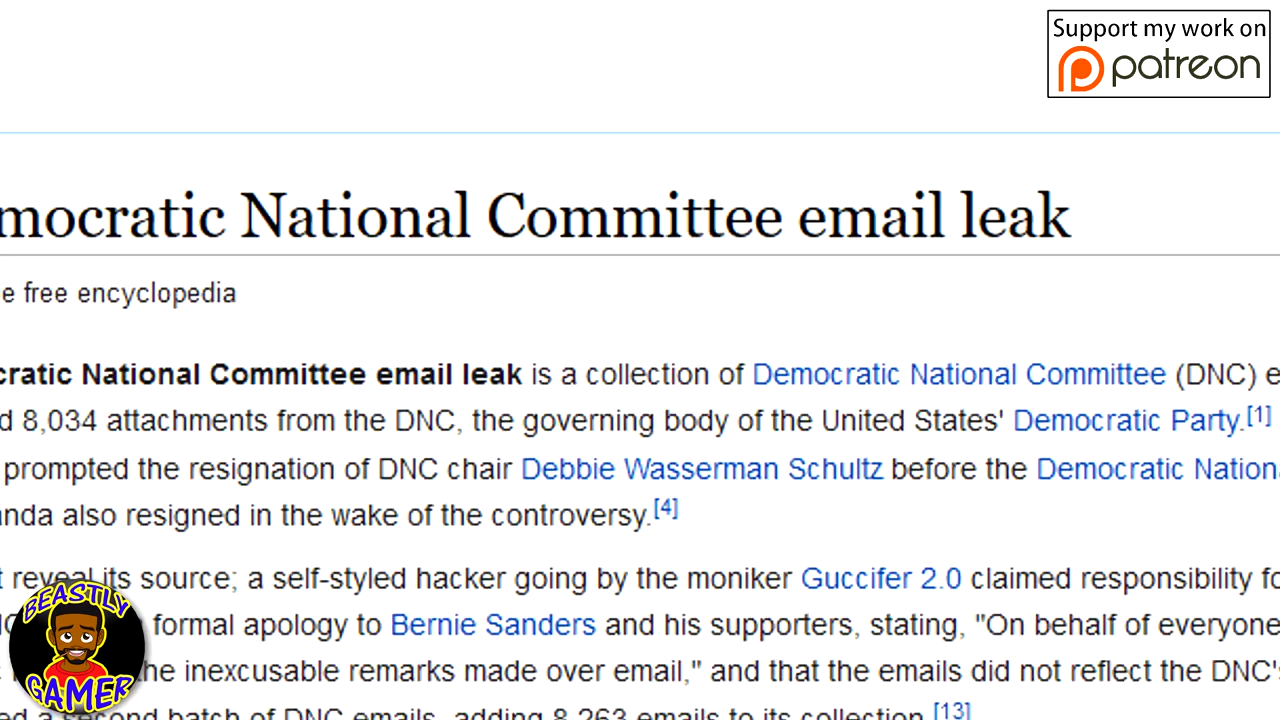 Support my work on
patreon
mocratic National Committee email leak
e free encyclopedia
cratic National Committee email leak is a collection of Democratic National Committee (DNC) e
d 8,034 attachments from the DNC, the governing body of the United States' Democratic Party.[1]
prompted the resignation of DNC chair Debbie Wasserman Schultz before the Democratic Nationa
anda also resigned in the wake of the controversy.[4]
t reveal its source; a self-styled hacker going by the moniker Guccifer 2.0 claimed responsibility fo
formal apology to Bernie Sanders and his supporters, stating, "On behalf of everyone
he inexcusable remarks made over email," and that the emails did not reflect the DNC's
ed a second batch of DNC emails, adding 8,263 emails to its collection.[13]
BEASTLY
GAMER